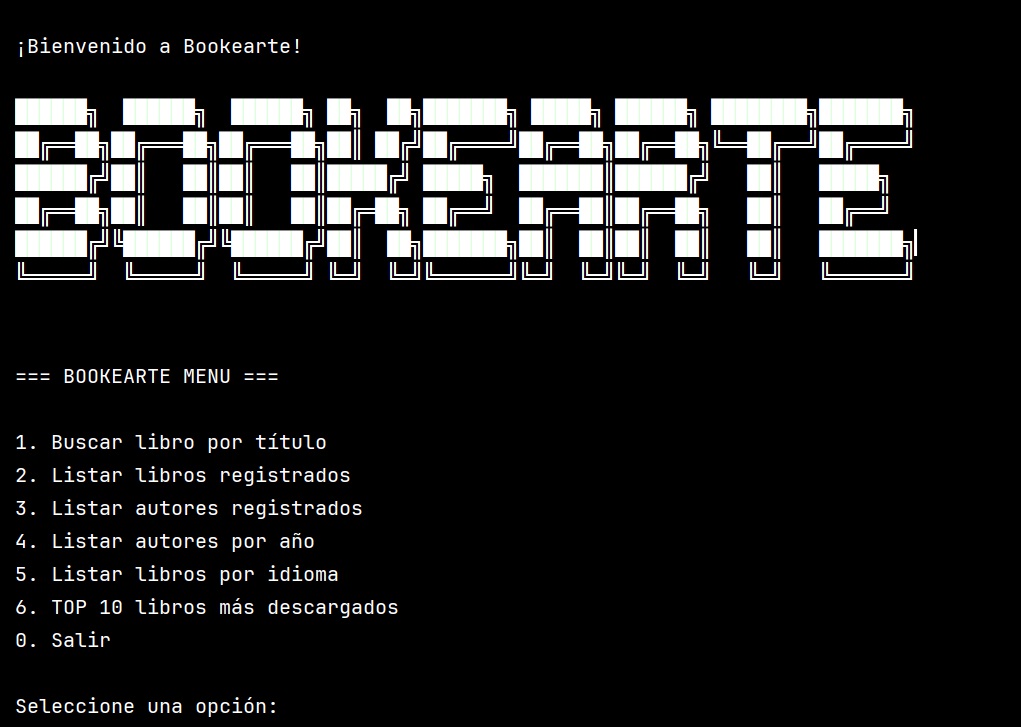 ¡Bienvenido a Bookearte!
BOOKEARTE
=== BOOKEARTE MENU ===
1. Buscar libro por título
2. Listar libros registrados
3. Listar autores registrados
4. Listar autores por año
5. Listar libros por idioma
6. TOP 10 libros más descargados
0. Salir
Seleccione una opción: